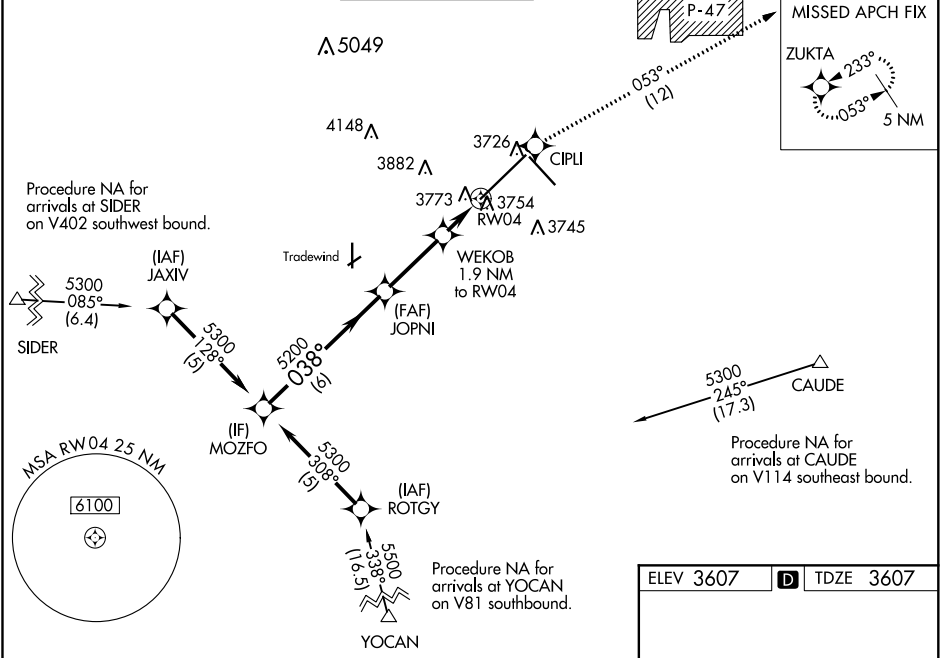 P-47
MISSED APCH FIX
ZUKTA
233°
053°
5 NM
5049
053°
(12)
4148
3726
CIPLI
3882
3773
3754
RW04
3745
Procedure NA for
arrivals at SIDER
on V402 southwest bound.
Tradewind
WEKOB
1.9 NM
to RW04
(IAF)
JAXIV
5300
085°
(6.4)
SIDER
(FAF)
JOPNI
5300
128°
(5)
5200
038°
(6)
5300
245°
(17.3)
CAUDE
(IF)
MOZFO
Procedure NA for
arrivals at CAUDE
on V114 southeast bound.
MSA RW04 25 NM
6100
5300
308°
(5)
(IAF)
ROTGY
5500
338°
(16.5)
Procedure NA for
arrivals at YOCAN
on V81 southbound.
YOCAN
ELEV 3607
D
TDZE 3607